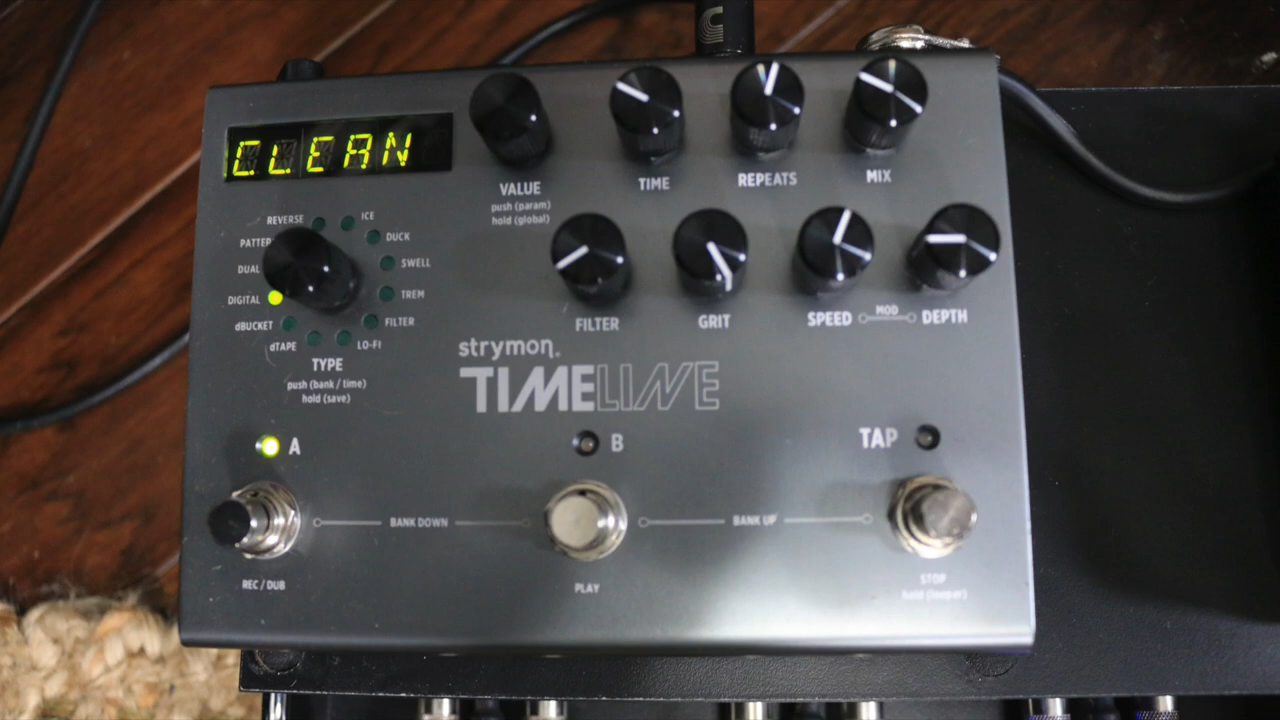 CLEAN
VALUE
push (param)
hold (global)
TIME
REPEATS
MIX
REVERSE
ICE
PATTER
DUCK
DUAL
SWELL
DIGITAL
TREM
dBUCKET
FILTER
dTAPE
LO-FI
TYPE
push (bank / time)
hold (save)
FILTER
GRIT
SPEED
MOD
DEPTH
strymon.
TIMELINE
A
B
TAP
BANK DOWN
BANK UP
REC / DUB
PLAY
STOP
hold (looper)